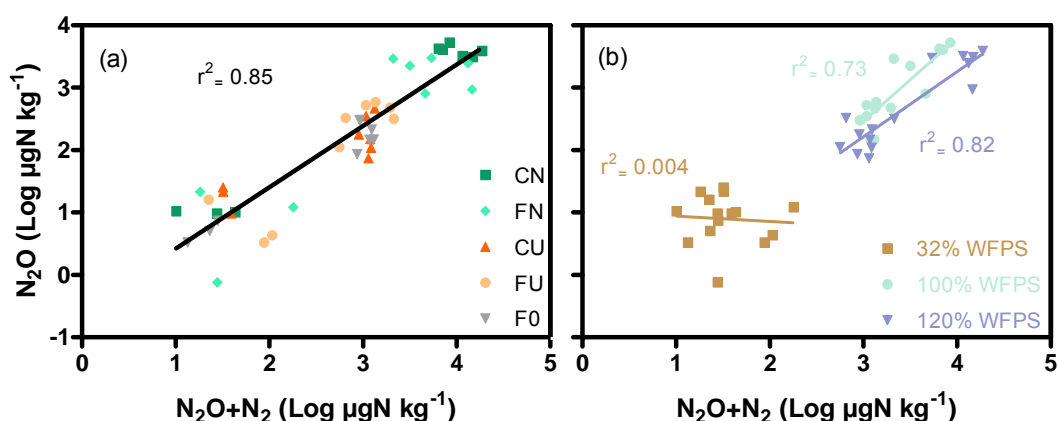 (a)
r²= 0.85
N₂O (Log µgN kg⁻¹)
4
3
2
1
0
-1
0
1
2
3
4
5
CN
FN
CU
FU
F0
N₂O+N₂ (Log µgN kg⁻¹)
(b)
r²= 0.73
r²= 0.82
r²= 0.004
32% WFPS
100% WFPS
120% WFPS
0
1
2
3
4
5
N₂O+N₂ (Log µgN kg⁻¹)